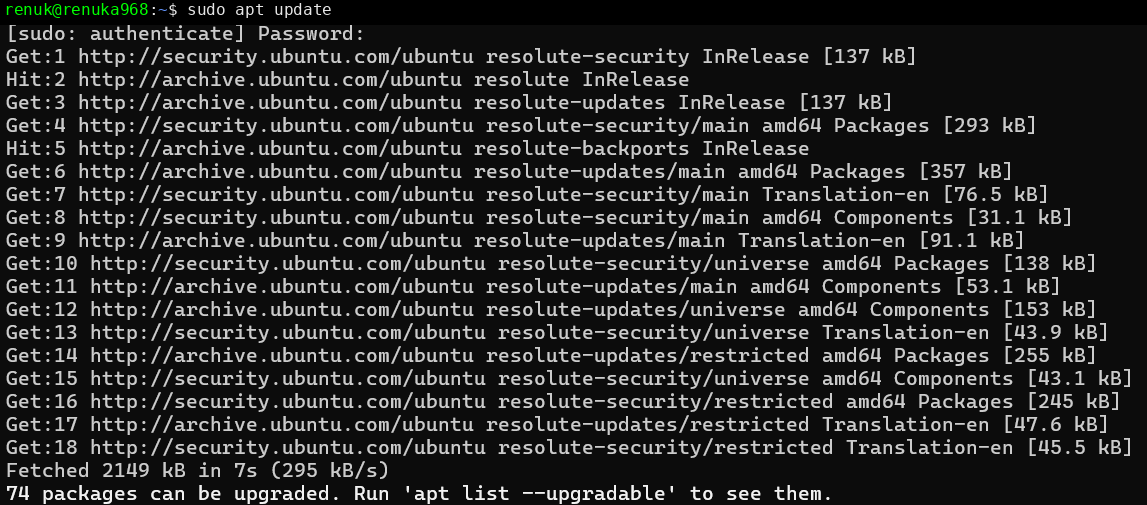 renuk@renuka968:~$ sudo apt update
[sudo: authenticate] Password:
Get:1 http://security.ubuntu.com/ubuntu resolute-security InRelease [137 kB]
Hit:2 http://archive.ubuntu.com/ubuntu resolute InRelease
Get:3 http://archive.ubuntu.com/ubuntu resolute-updates InRelease [137 kB]
Get:4 http://security.ubuntu.com/ubuntu resolute-security/main amd64 Packages [293 kB]
Hit:5 http://archive.ubuntu.com/ubuntu resolute-backports InRelease
Get:6 http://archive.ubuntu.com/ubuntu resolute-updates/main amd64 Packages [357 kB]
Get:7 http://security.ubuntu.com/ubuntu resolute-security/main Translation-en [76.5 kB]
Get:8 http://security.ubuntu.com/ubuntu resolute-security/main amd64 Components [31.1 kB]
Get:9 http://archive.ubuntu.com/ubuntu resolute-updates/main Translation-en [91.1 kB]
Get:10 http://security.ubuntu.com/ubuntu resolute-security/universe amd64 Packages [138 kB]
Get:11 http://archive.ubuntu.com/ubuntu resolute-updates/main amd64 Components [53.1 kB]
Get:12 http://archive.ubuntu.com/ubuntu resolute-updates/universe amd64 Components [153 kB]
Get:13 http://security.ubuntu.com/ubuntu resolute-security/universe Translation-en [43.9 kB]
Get:14 http://archive.ubuntu.com/ubuntu resolute-updates/restricted amd64 Packages [255 kB]
Get:15 http://security.ubuntu.com/ubuntu resolute-security/universe amd64 Components [43.1 kB]
Get:16 http://security.ubuntu.com/ubuntu resolute-security/restricted amd64 Packages [245 kB]
Get:17 http://archive.ubuntu.com/ubuntu resolute-updates/restricted Translation-en [47.6 kB]
Get:18 http://security.ubuntu.com/ubuntu resolute-security/restricted Translation-en [45.5 kB]
Fetched 2149 kB in 7s (295 kB/s)
74 packages can be upgraded. Run 'apt list --upgradable' to see them.